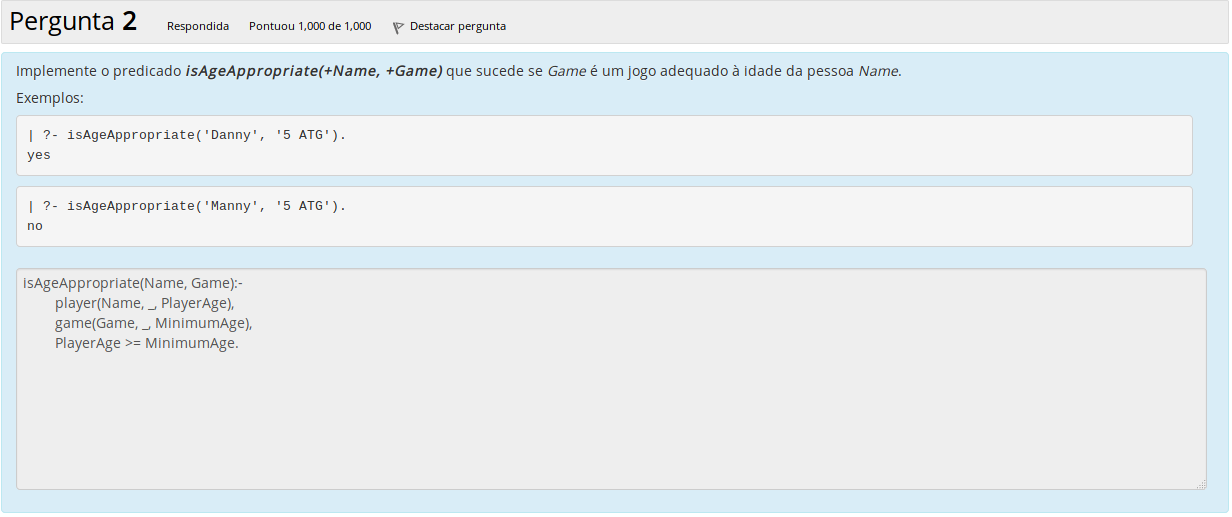 Pergunta 2 Respondida Pontuou 1,000 de 1,000 Destacar pergunta
Implemente o predicado isAgeAppropriate(+Name, +Game) que sucede se Game é um jogo adequado à idade da pessoa Name.
Exemplos:
| ?- isAgeAppropriate('Danny', '5 ATG').
yes
| ?- isAgeAppropriate('Manny', '5 ATG').
no
isAgeAppropriate(Name, Game):-
player(Name, _, PlayerAge),
game(Game, _, MinimumAge),
PlayerAge >= MinimumAge.